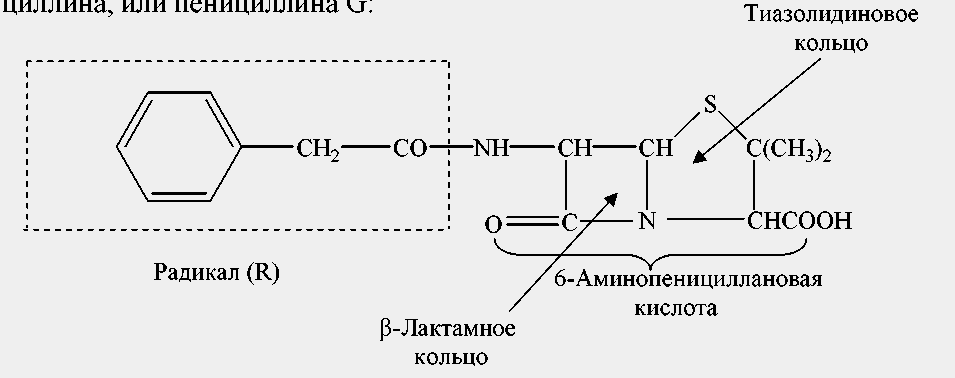 циллина, или пенициллина G:
Тиазолидиновое
кольцо
S
CH₂ CO NH CH CH C(CH₃)₂
O C N CHCOOH
Радикал (R)
6-Аминопенициллановая
кислота
β-Лактамное
кольцо